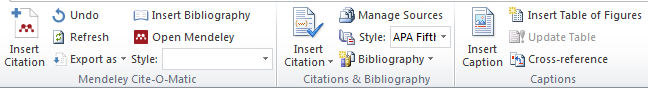 Insert Citation
Undo
Refresh
Export as
Insert Bibliography
Open Mendeley
Style:
Mendeley Cite-O-Matic
Insert Citation
Manage Sources
Style: APA Fift
Bibliography
Citations & Bibliography
Insert Caption
Insert Table of Figures
Update Table
Cross-reference
Captions